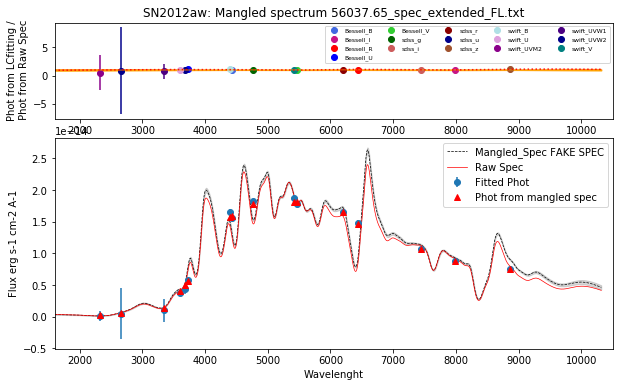 SN2012aw: Mangled spectrum 56037.65_spec_extended_FL.txt
Phot from LCfitting /
Phot from Raw Spec
5
0
−5
Bessell_B
Bessell_I
Bessell_R
Bessell_U
Bessell_V
sdss_g
sdss_i
sdss_r
sdss_u
sdss_z
swift_B
swift_U
swift_UVM2
swift_UVW1
swift_UVW2
swift_V
2000 3000 4000 5000 6000 7000 8000 9000 10000
1e−14
Flux erg s-1 cm-2 A-1
2.5
2.0
1.5
1.0
0.5
0.0
−0.5
Mangled_Spec FAKE SPEC
Raw Spec
Fitted Phot
Phot from mangled spec
2000 3000 4000 5000 6000 7000 8000 9000 10000
Wavelenght